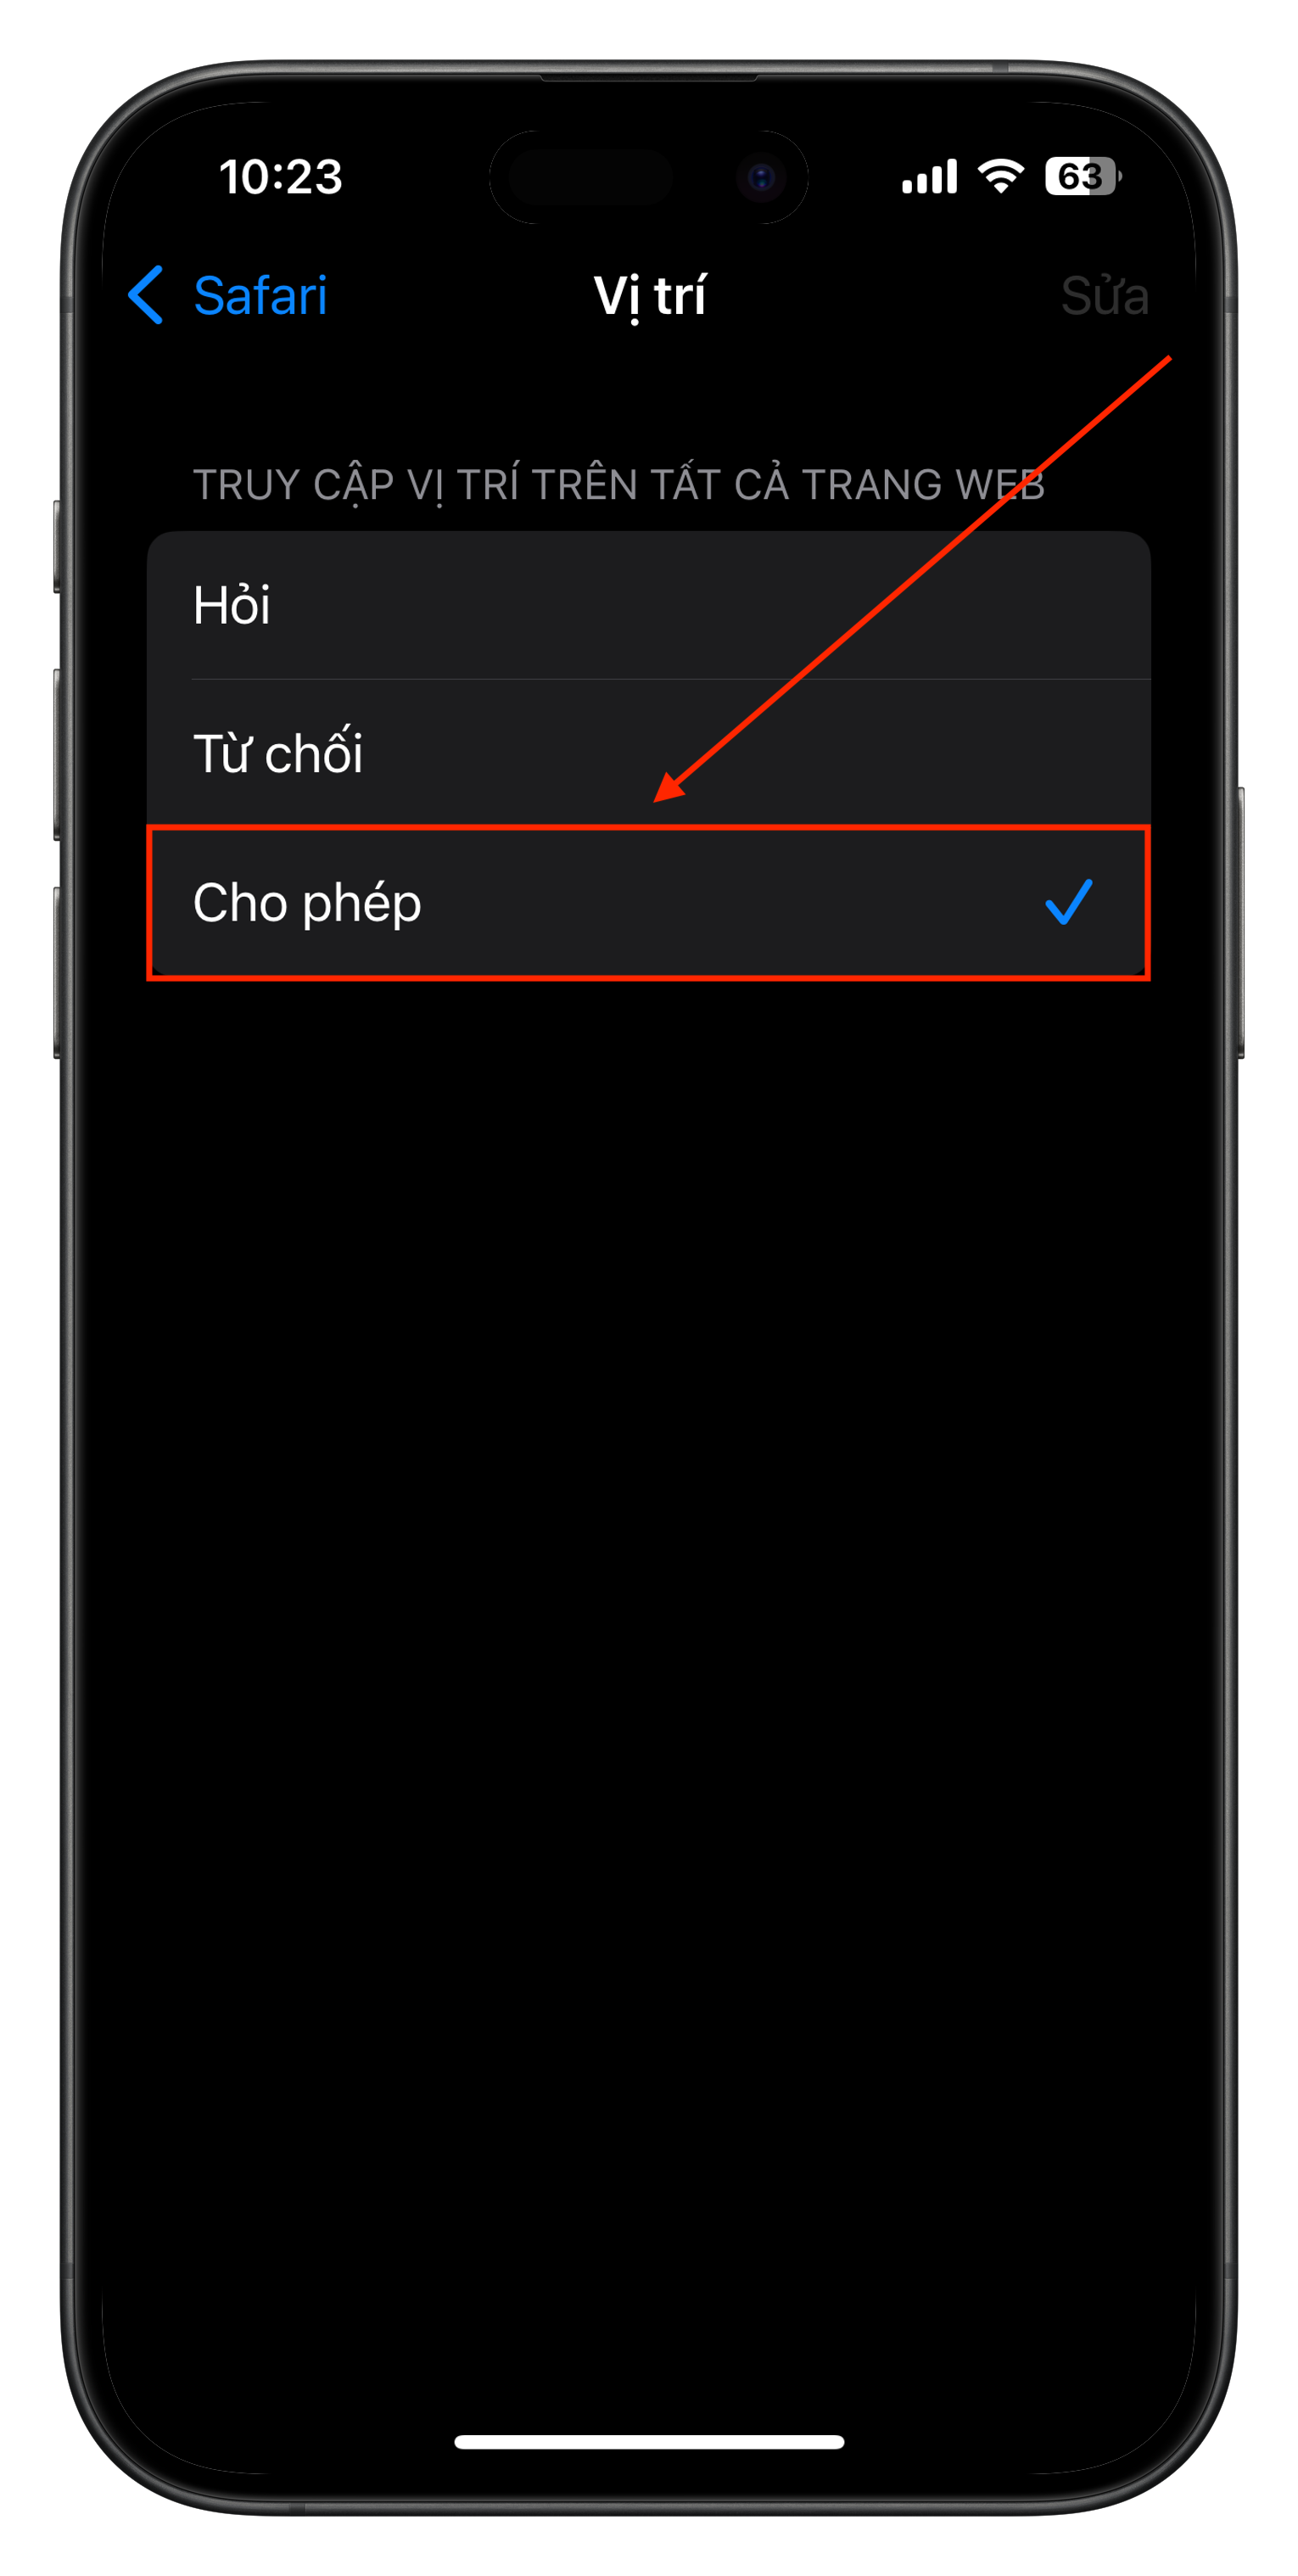 10:23
63
Safari
Vị trí
Sửa
TRUY CẬP VỊ TRÍ TRÊN TẤT CẢ TRANG WEB
Hỏi
Từ chối
Cho phép